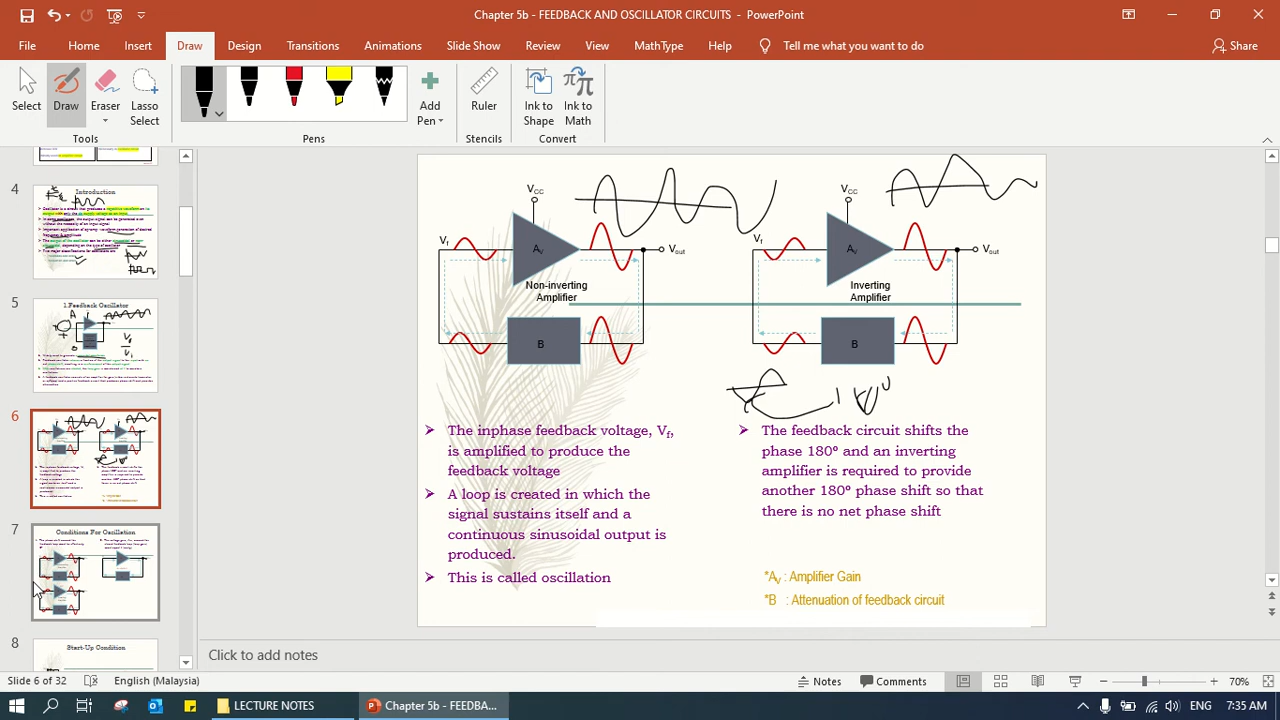 Chapter 5b - FEEDBACK AND OSCILLATOR CIRCUITS - PowerPoint
File Home Insert Draw Design Transitions Animations Slide Show Review View MathType Help Tell me what you want to do Share
Select Draw Eraser Lasso Select Add Pen Ruler Ink to Shape Ink to Math
Tools Pens Stencils Convert
4
Introduction
5
1.Feedback Oscillator
6
7
Conditions For Oscillation
8
Start-Up Condition
VCC
VCC
Vf
Av
Vout
Vf
Av
Vout
Non-inverting
Amplifier
Inverting
Amplifier
B
B
The inphase feedback voltage, Vf,
is amplified to produce the
feedback voltage
A loop is created in which the
signal sustains itself and a
continuous sinusoidal output is
produced.
This is called oscillation
The feedback circuit shifts the
phase 180° and an inverting
amplifier is required to provide
another 180° phase shift so that
there is no net phase shift
*AV : Amplifier Gain
*B : Attenuation of feedback circuit
Click to add notes
Slide 6 of 32 English (Malaysia) Notes Comments 70%
LECTURE NOTES Chapter 5b - FEEDBA... ENG 7:35 AM